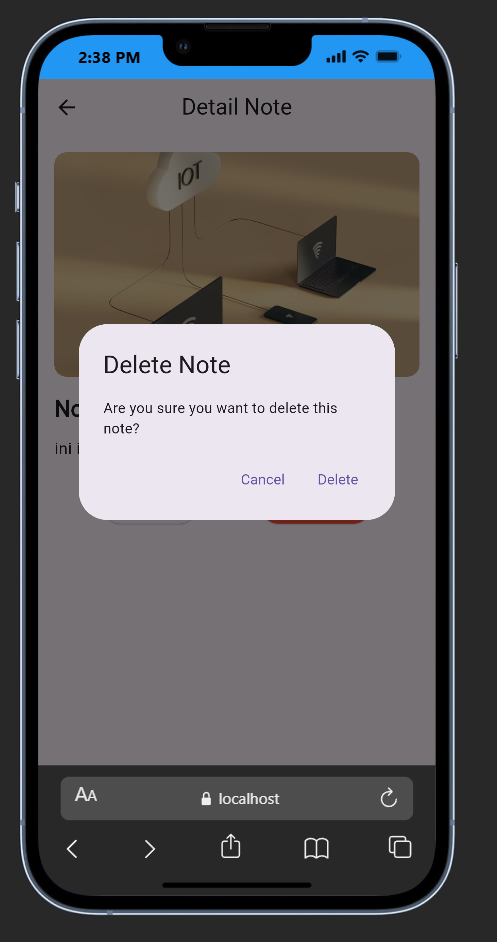 2:38 PM
Detail Note
IOT
Delete Note
Are you sure you want to delete this
note?
ini i
Cancel
Delete
AA
localhost